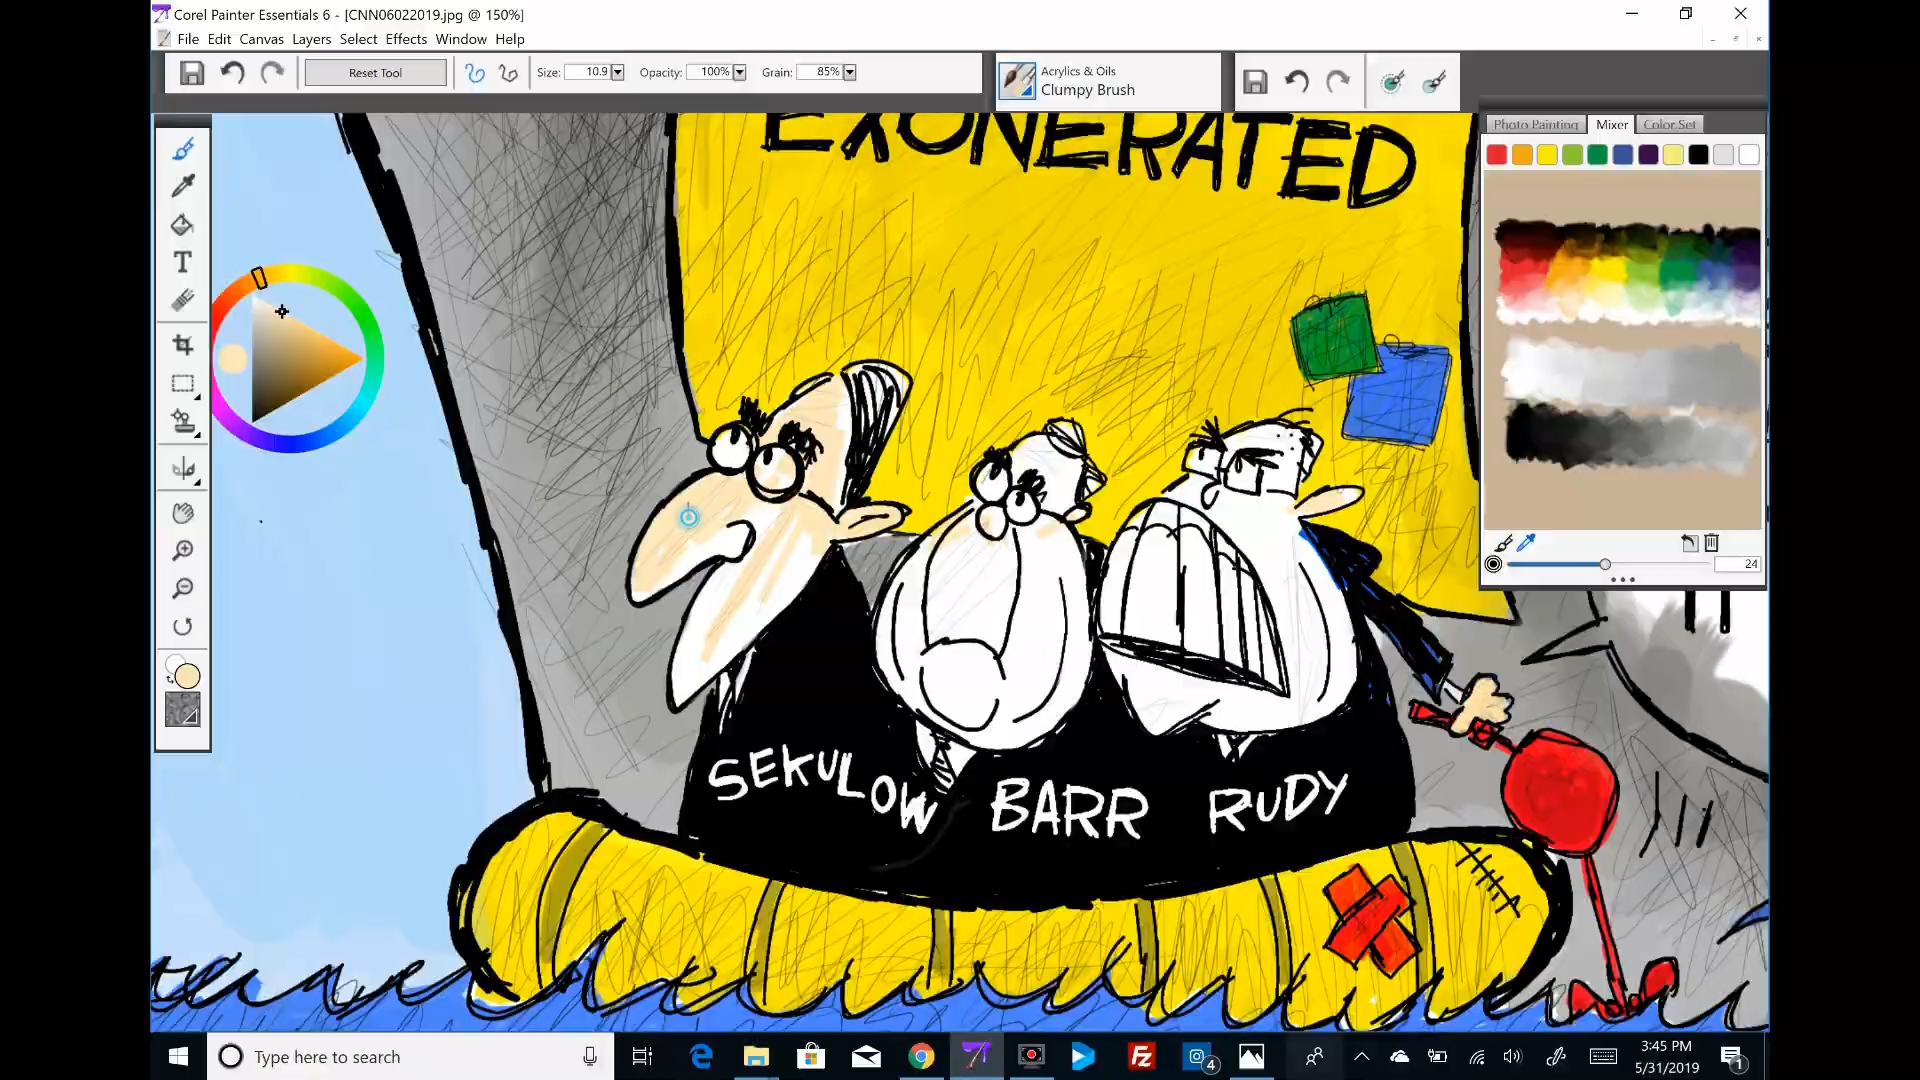 Corel Painter Essentials 6 - [CNN06022019.jpg @ 150%]
File Edit Canvas Layers Select Effects Window Help
Reset Tool
Size: 10.9
Opacity: 100%
Grain: 85%
Acrylics & Oils
Clumpy Brush
Photo Painting Mixer Color Set
EXONERATED
24
SEKULOW BARR RUDY
Type here to search
4
3:45 PM
5/31/2019
1